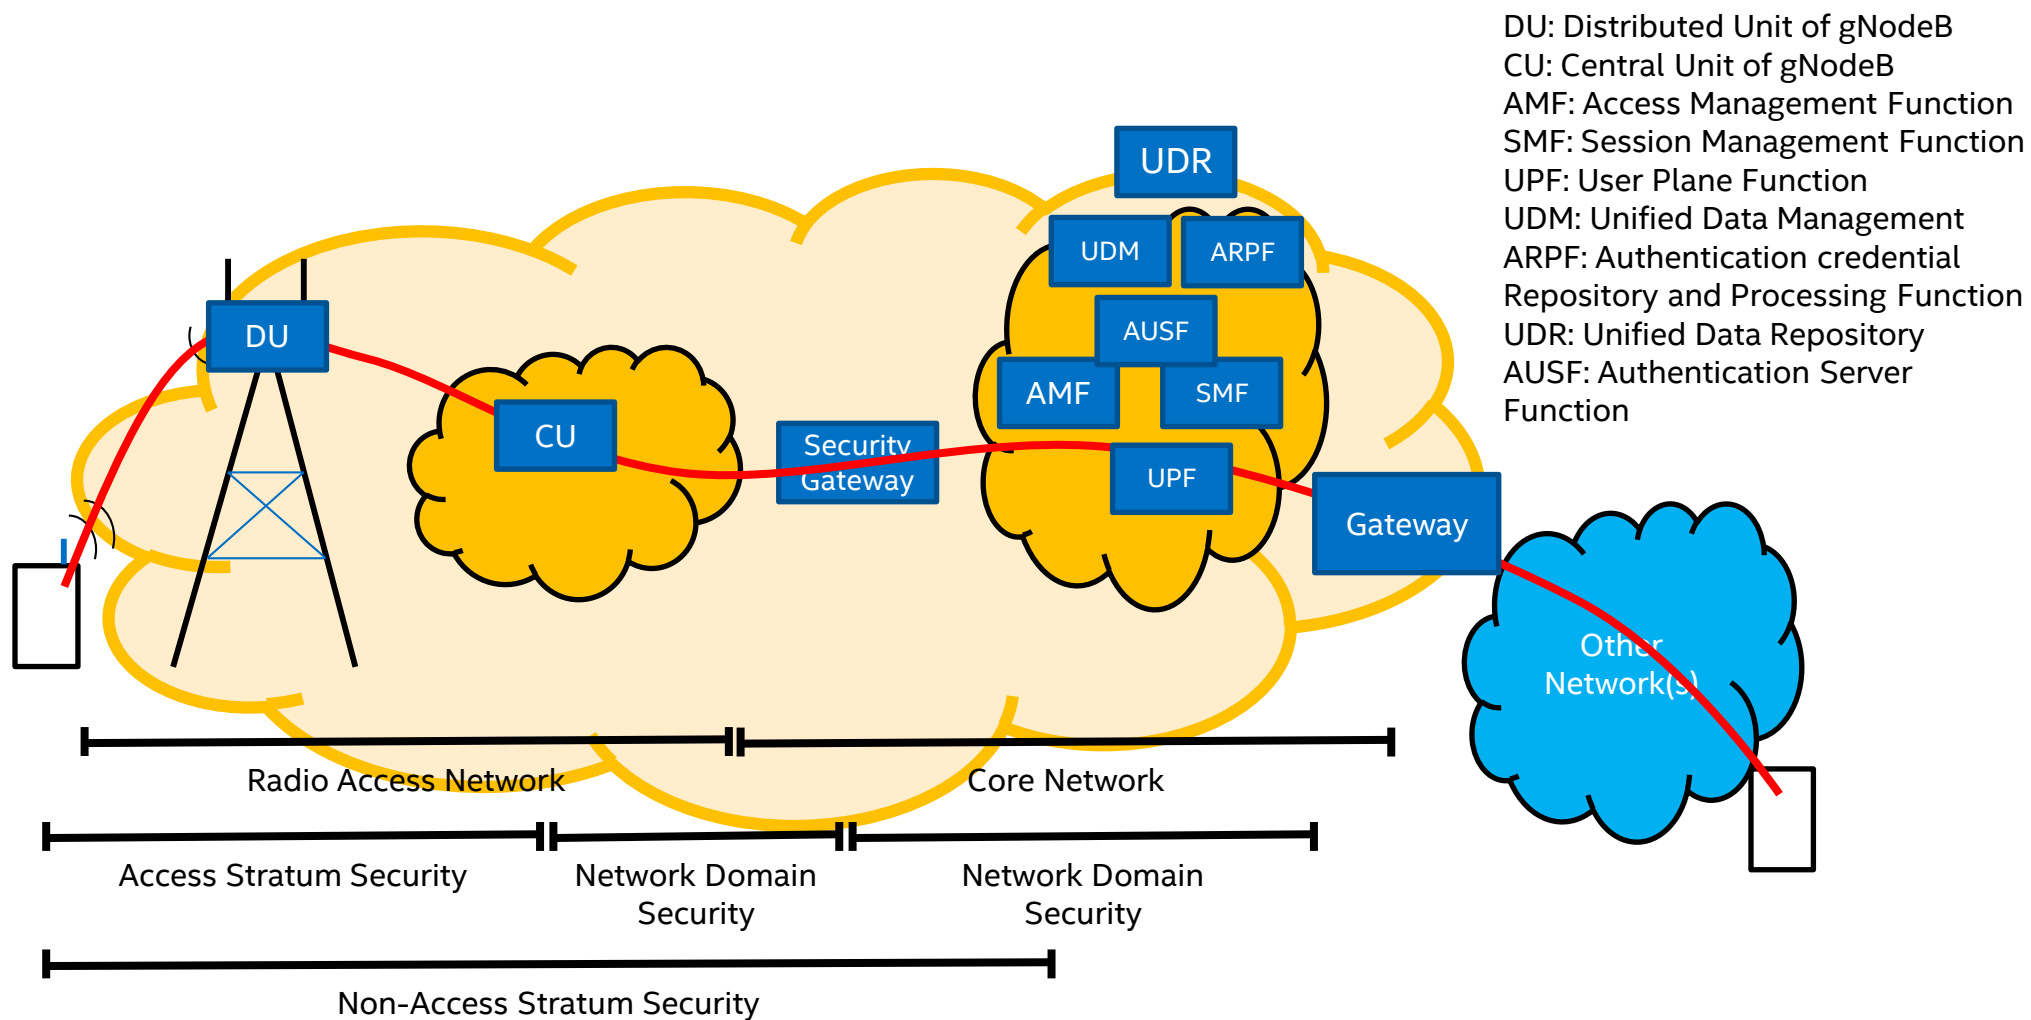 DU: Distributed Unit of gNodeB
CU: Central Unit of gNodeB
AMF: Access Management Function
SMF: Session Management Function
UPF: User Plane Function
UDM: Unified Data Management
ARPF: Authentication credential
Repository and Processing Function
UDR: Unified Data Repository
AUSF: Authentication Server
Function
UDR
UDM
ARPF
DU
AUSF
AMF
SMF
CU
Security
Gateway
UPF
Gateway
Other
Network(s)
Radio Access Network
Core Network
Access Stratum Security
Network Domain
Security
Network Domain
Security
Non-Access Stratum Security